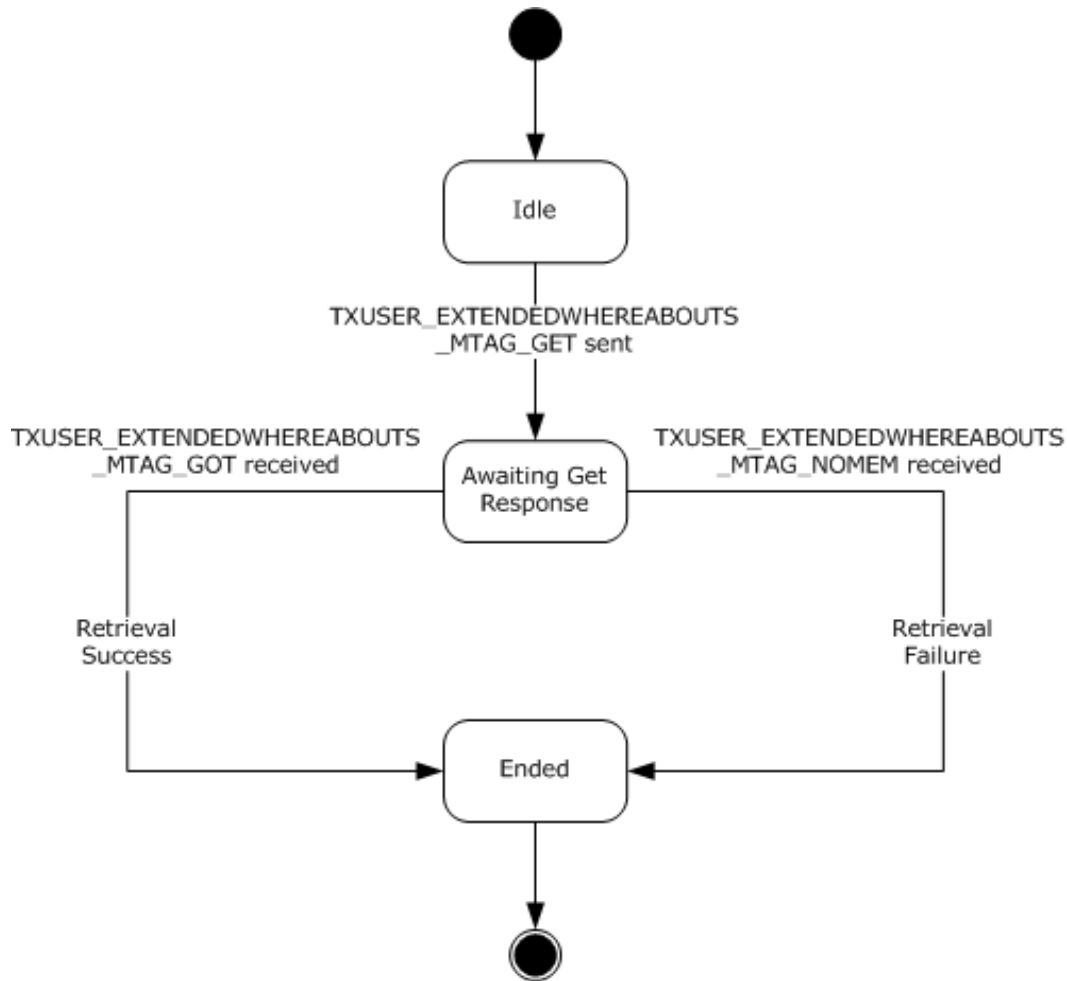 Idle
TXUSER_EXTENDEDWHEREABOUTS
_MTAG_GET sent
TXUSER_EXTENDEDWHEREABOUTS
_MTAG_GOT received
TXUSER_EXTENDEDWHEREABOUTS
_MTAG_NOMEM received
Awaiting Get
Response
Retrieval
Success
Retrieval
Failure
Ended